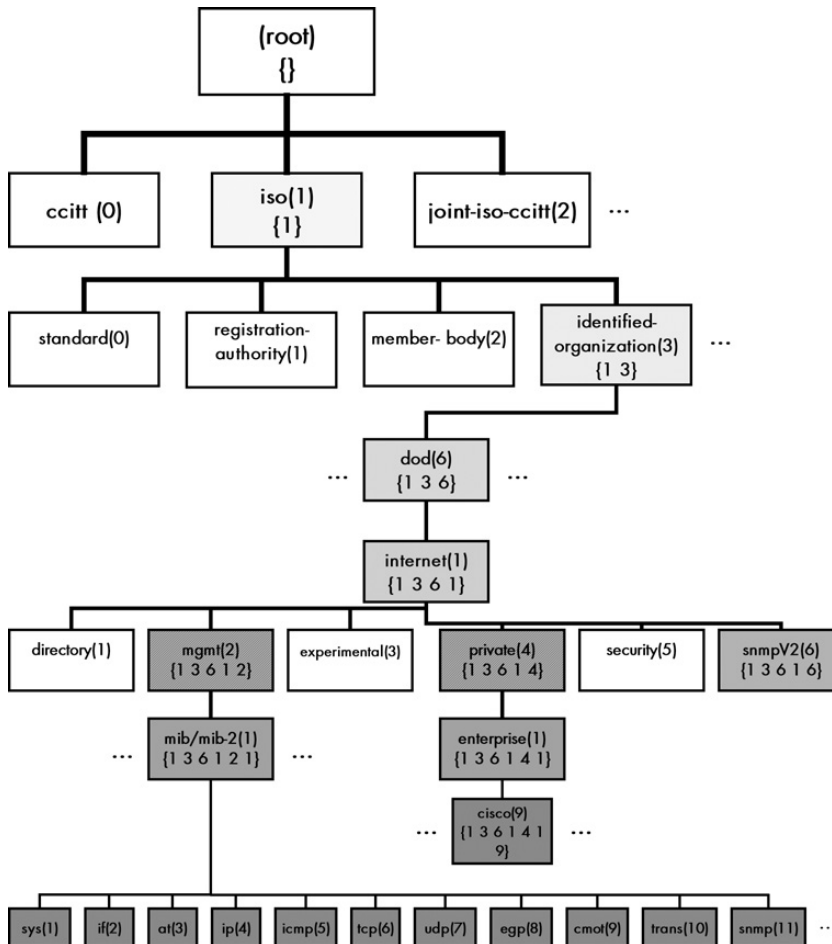 (root)
{}
ccitt (0)
iso(1)
{1}
joint-iso-ccitt(2)
...
standard(0)
registration-
authority(1)
member- body(2)
identified-
organization(3)
{1 3}
...
...
dod(6)
{1 3 6}
...
internet(1)
{1 3 6 1}
directory(1)
mgmt(2)
{1 3 6 1 2}
experimental(3)
private(4)
{1 3 6 1 4}
security(5)
snmpV2(6)
{1 3 6 1 6}
...
mib/mib-2(1)
{1 3 6 1 2 1}
...
enterprise(1)
{1 3 6 1 4 1}
...
cisco(9)
{1 3 6 1 4 1
9}
...
sys(1)
if(2)
at(3)
ip(4)
icmp(5)
tcp(6)
udp(7)
egp(8)
cmot(9)
trans(10)
snmp(11)
...